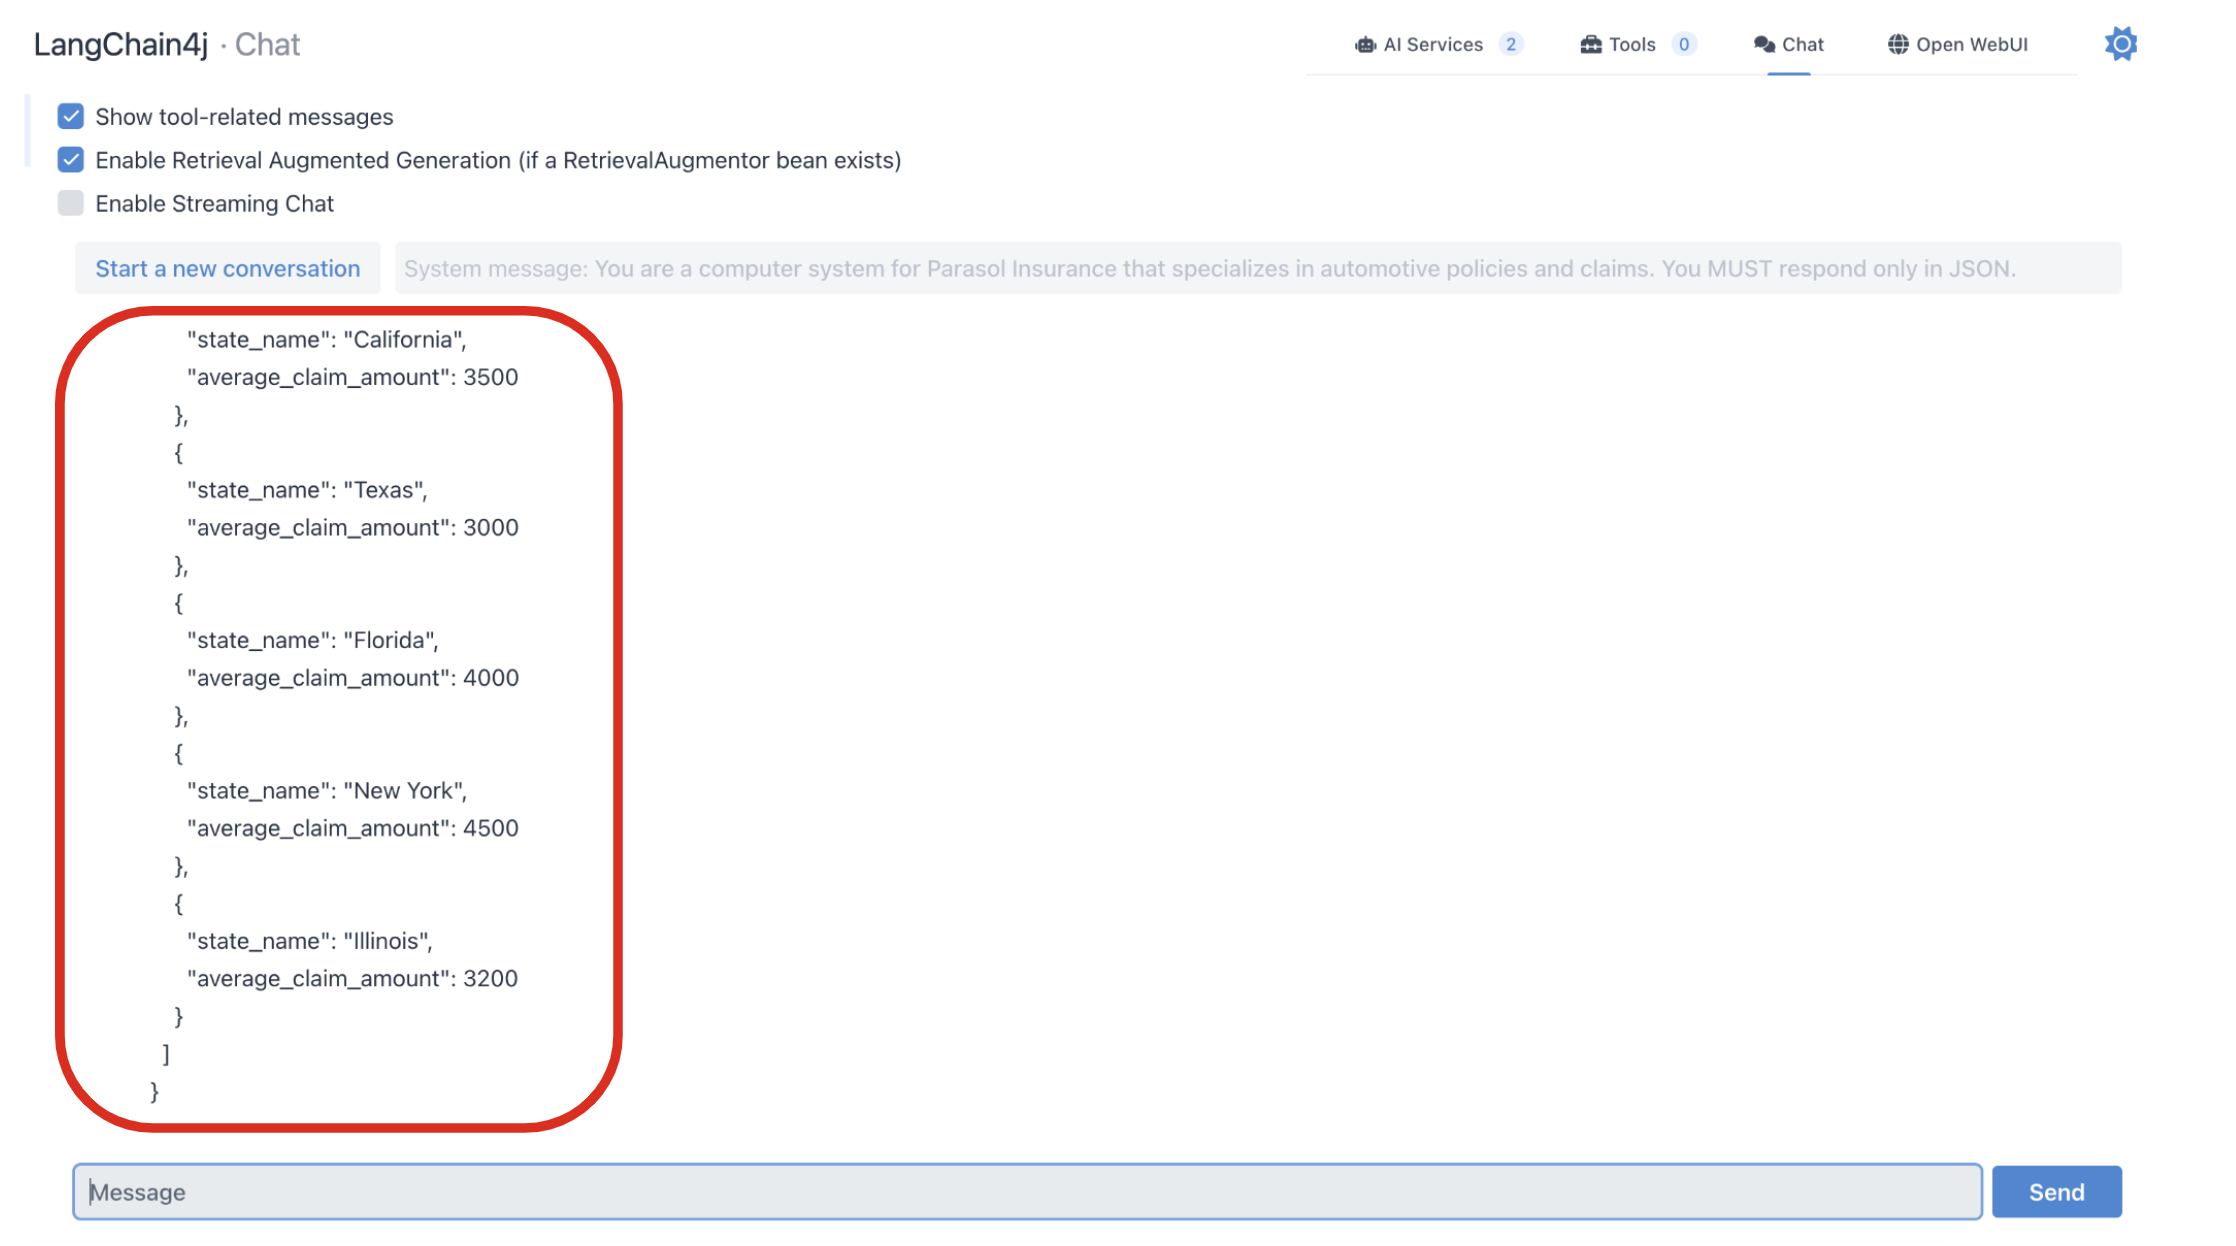 LangChain4j · Chat
AI Services 2 Tools 0 Chat Open WebUI
Show tool-related messages
Enable Retrieval Augmented Generation (if a RetrievalAugmentor bean exists)
Enable Streaming Chat
Start a new conversation System message: You are a computer system for Parasol Insurance that specializes in automotive policies and claims. You MUST respond only in JSON.
"state_name": "California",
"average_claim_amount": 3500
},
{
"state_name": "Texas",
"average_claim_amount": 3000
},
{
"state_name": "Florida",
"average_claim_amount": 4000
},
{
"state_name": "New York",
"average_claim_amount": 4500
},
{
"state_name": "Illinois",
"average_claim_amount": 3200
}
]
}
Message
Send